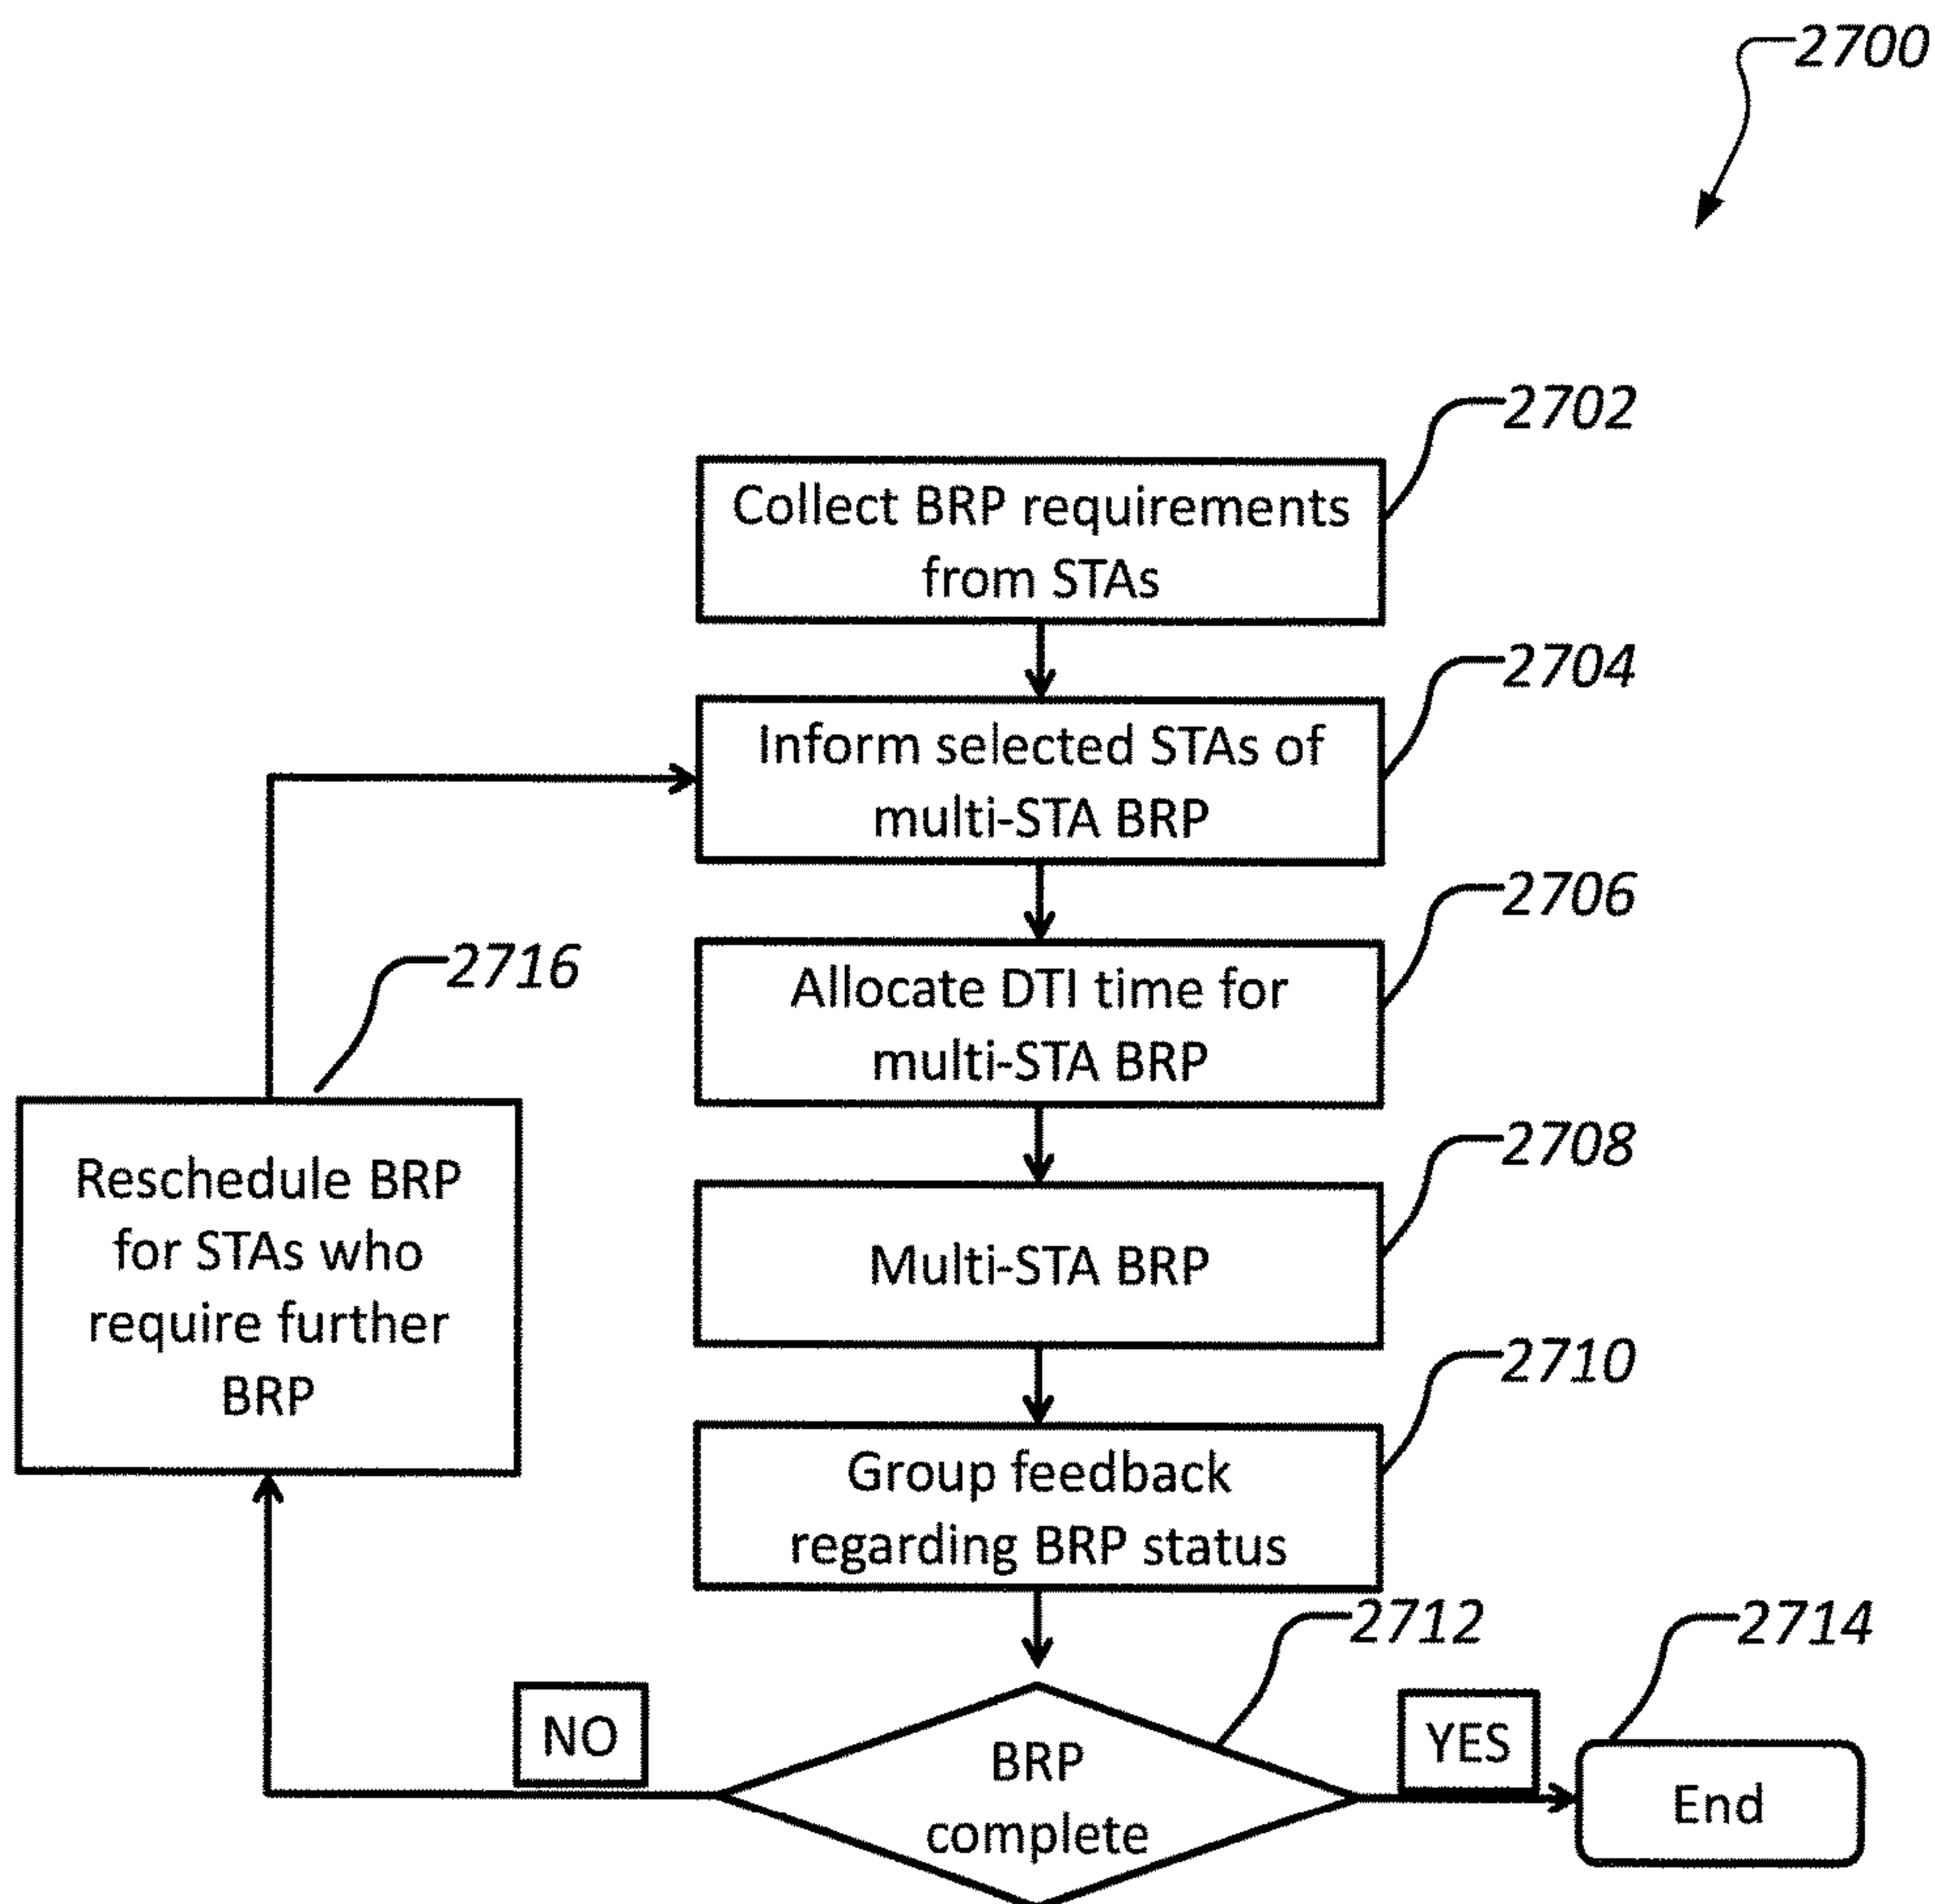 2700
2702
Collect BRP requirements
from STAs
2704
Inform selected STAs of
multi-STA BRP
2706
Allocate DTI time for
multi-STA BRP
2716
Reschedule BRP
for STAs who
require further
BRP
2708
Multi-STA BRP
2710
Group feedback
regarding BRP status
2712
2714
NO
BRP
complete
YES
End